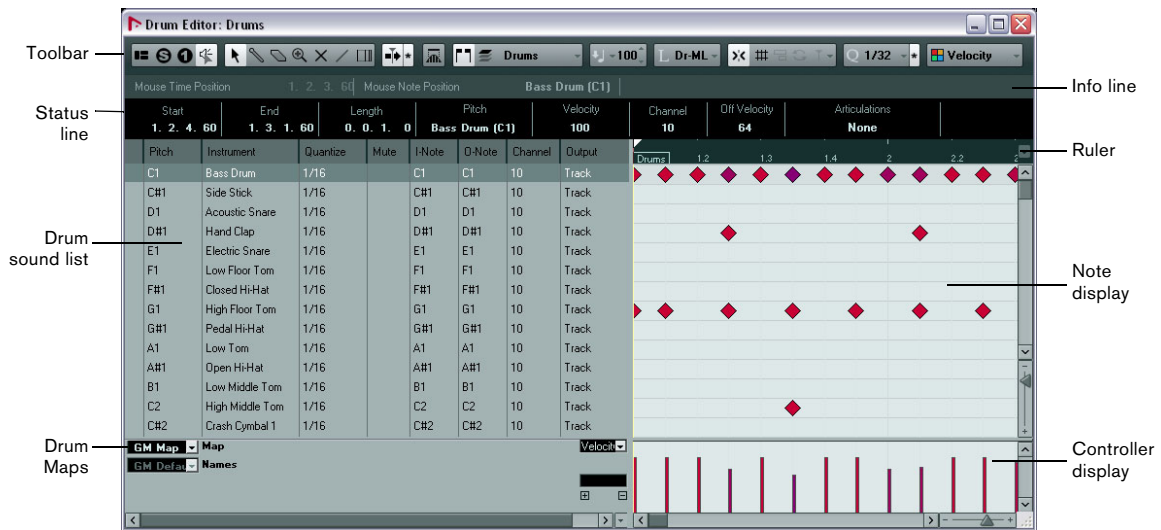 Drum Editor: Drums
Toolbar
100
Drums
Dr-ML
Q 1/32
Velocity
Mouse Time Position 1. 2. 3. 60 Mouse Note Position Bass Drum (C1)
Info line
Status line
Start End Length Pitch Velocity Channel Off Velocity Articulations
1. 2. 4. 60 1. 3. 1. 60 0. 0. 1. 0 Bass Drum (C1) 100 10 64 None
Pitch Instrument Quantize Mute I-Note O-Note Channel Output
Drums 1.2 1.3 1.4 2 2.2
Ruler
C1 Bass Drum 1/16 C1 C1 10 Track
C#1 Side Stick 1/16 C#1 C#1 10 Track
D1 Acoustic Snare 1/16 D1 D1 10 Track
D#1 Hand Clap 1/16 D#1 D#1 10 Track
E1 Electric Snare 1/16 E1 E1 10 Track
F1 Low Floor Tom 1/16 F1 F1 10 Track
F#1 Closed Hi-Hat 1/16 F#1 F#1 10 Track
G1 High Floor Tom 1/16 G1 G1 10 Track
G#1 Pedal Hi-Hat 1/16 G#1 G#1 10 Track
A1 Low Tom 1/16 A1 A1 10 Track
A#1 Open Hi-Hat 1/16 A#1 A#1 10 Track
B1 Low Middle Tom 1/16 B1 B1 10 Track
C2 High Middle Tom 1/16 C2 C2 10 Track
C#2 Crash Cymbal 1 1/16 C#2 C#2 10 Track
Drum sound list
Note display
Drum Maps
GM Map Map
Velocit
GM Defau Names
Controller display